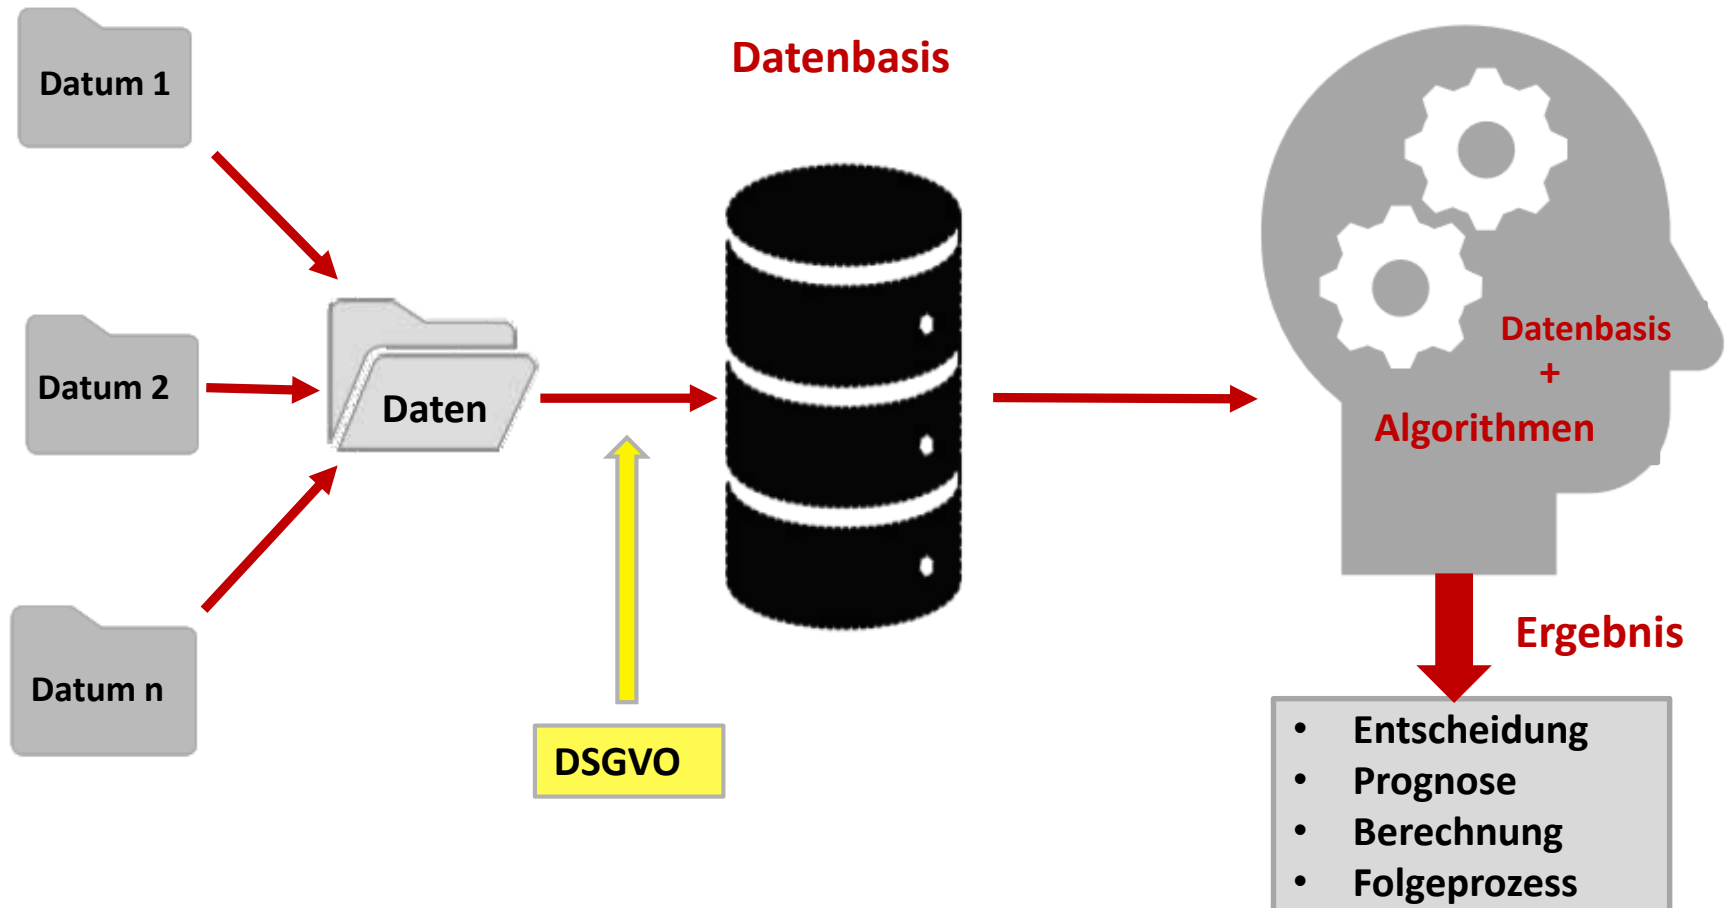 Datum 1
Datenbasis
Datum 2
Daten
Datenbasis
+
Algorithmen
Datum n
DSGVO
Ergebnis
• Entscheidung
• Prognose
• Berechnung
• Folgeprozess